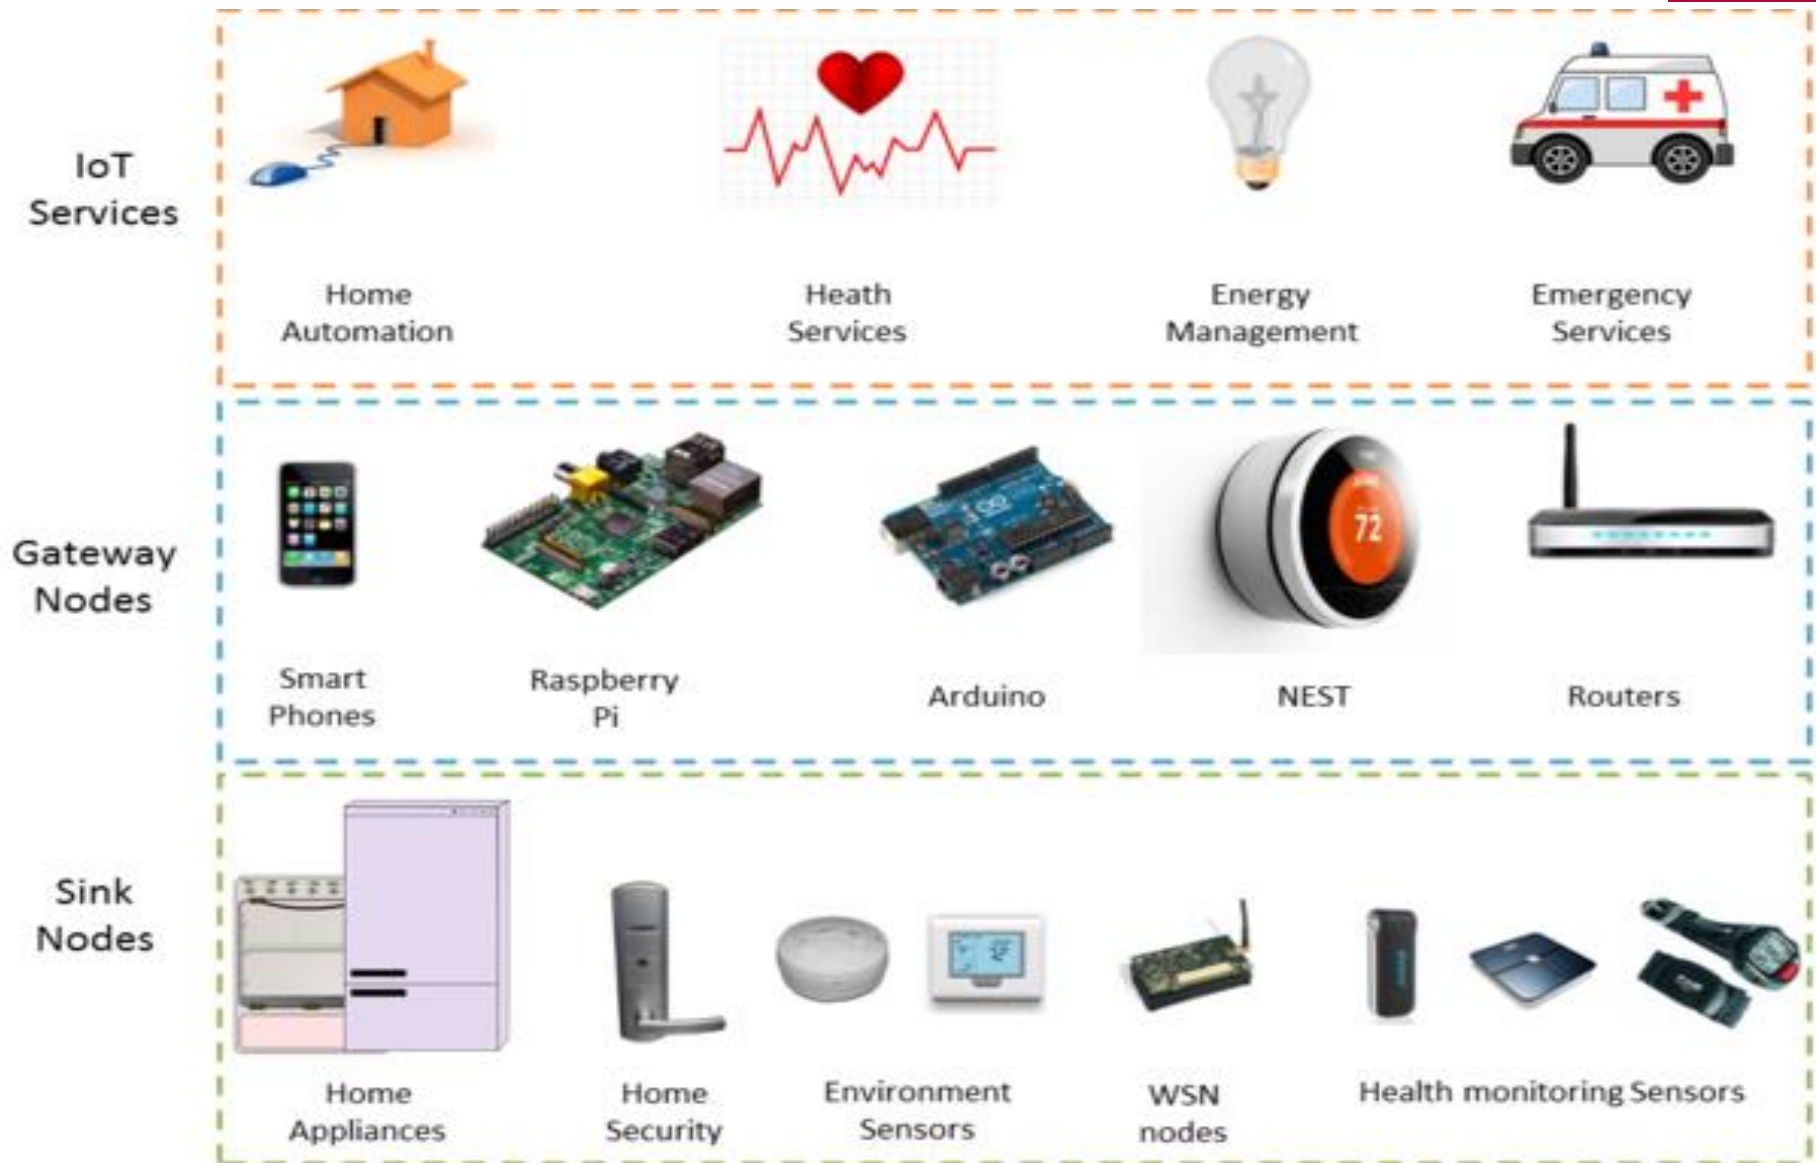 IoT
Services
Home
Automation
Heath
Services
Energy
Management
Emergency
Services
Gateway
Nodes
72
Smart
Phones
Raspberry
Pi
Arduino
NEST
Routers
Sink
Nodes
Home
Appliances
Home
Security
Environment
Sensors
WSN
nodes
Health monitoring Sensors